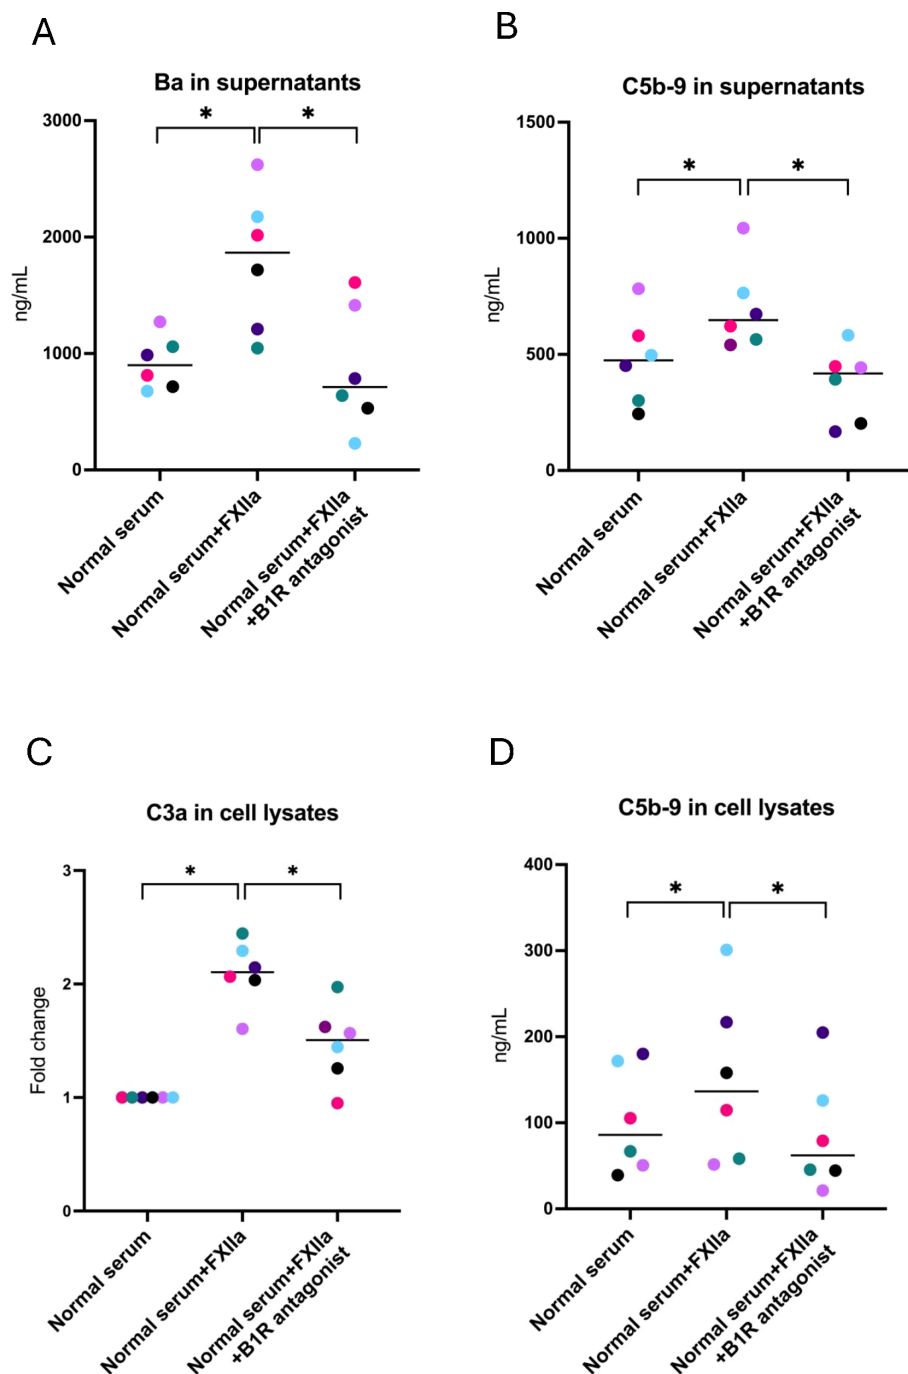 A
B
Ba in supernatants
C5b-9 in supernatants
* *
* *
3000
2000
1000
0
ng/mL
1500
1000
500
0
ng/mL
Normal serum
Normal serum+FXIIa
Normal serum+FXIIa
+B1R antagonist
Normal serum
Normal serum+FXIIa
Normal serum+FXIIa
+B1R antagonist
C
D
C3a in cell lysates
C5b-9 in cell lysates
* *
* *
3
2
1
0
Fold change
400
300
200
100
0
ng/mL
Normal serum
Normal serum+FXIIa
Normal serum+FXIIa
+B1R antagonist
Normal serum
Normal serum+FXIIa
Normal serum+FXIIa
+B1R antagonist